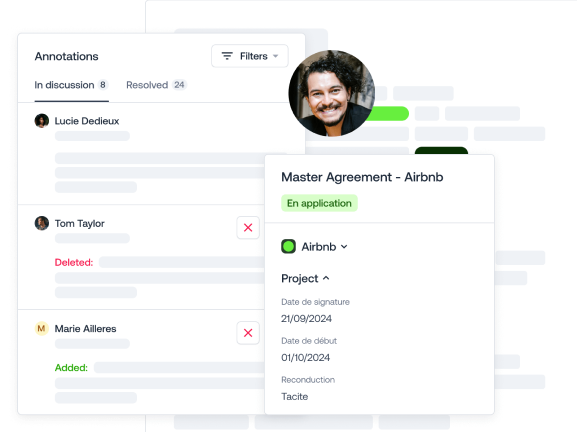 Annotations
Filters
In discussion 8
Resolved 24
Lucie Dedieux
Tom Taylor
Deleted:
M Marie Ailleres
Added:
Master Agreement - Airbnb
En application
Airbnb
Project
Date de signature
21/09/2024
Date de début
01/10/2024
Reconduction
Tacite